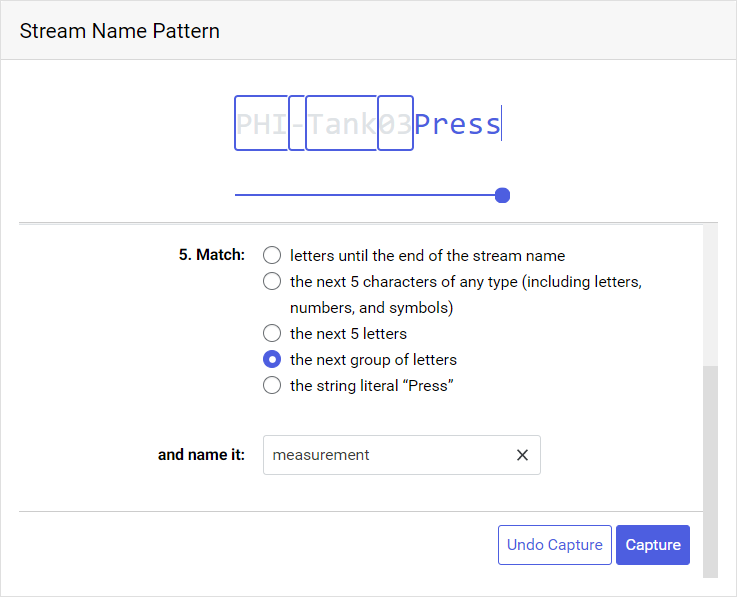 Stream Name Pattern
PHI-Tank03Press
5. Match:
letters until the end of the stream name
the next 5 characters of any type (including letters,
numbers, and symbols)
the next 5 letters
the next group of letters
the string literal “Press”
and name it:
measurement
Undo Capture
Capture